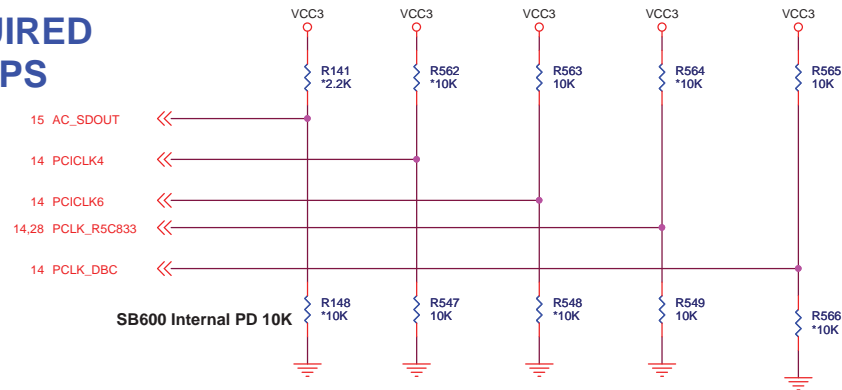 UIRED
PS
VCC3 VCC3 VCC3 VCC3 VCC3
R141 R562 R563 R564 R565
*2.2K *10K 10K *10K 10K
15 AC_SDOUT
14 PCICLK4
14 PCICLK6
14,28 PCLK_R5C833
14 PCLK_DBC
R148 R547 R548 R549 R566
*10K 10K *10K 10K *10K
SB600 Internal PD 10K